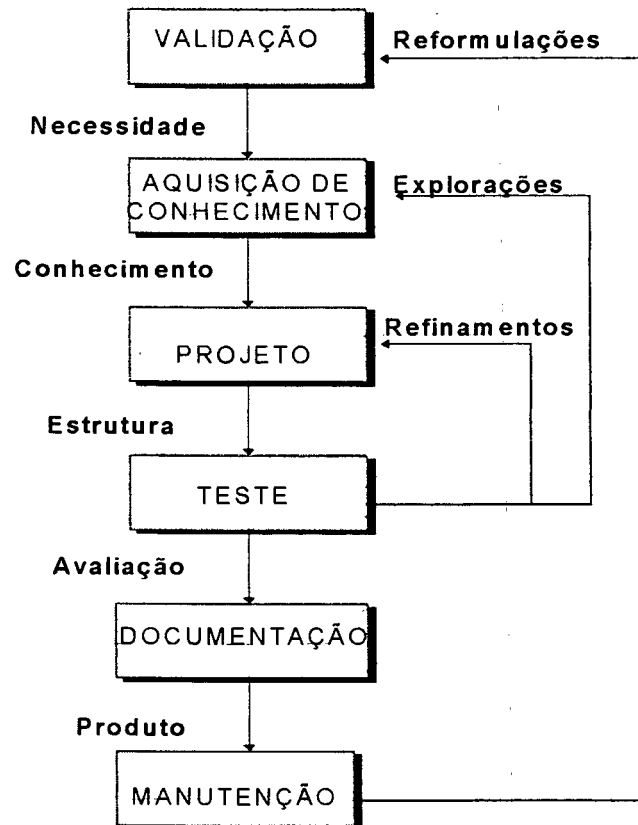 VALIDAÇÃO
Reformulações
Necessidade
AQUISIÇÃO DE
CONHECIMENTO
Explorações
Conhecimento
Refinamentos
PROJETO
Estrutura
TESTE
Avaliação
DOCUMENTAÇÃO
Produto
MANUTENÇÃO